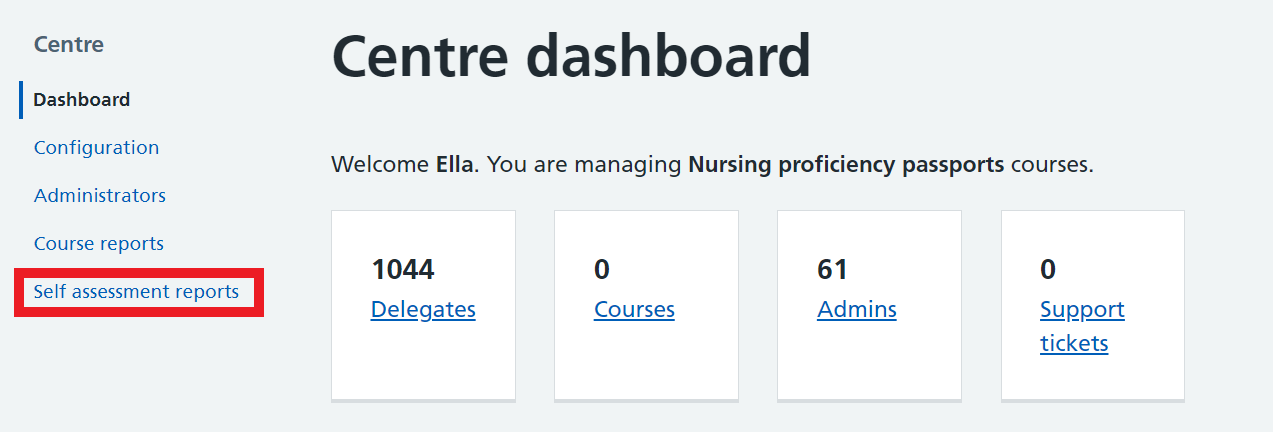 Centre
Dashboard
Configuration
Administrators
Course reports
Self assessment reports
Centre dashboard
Welcome Ella. You are managing Nursing proficiency passports courses.
1044
Delegates
0
Courses
61
Admins
0
Support
tickets